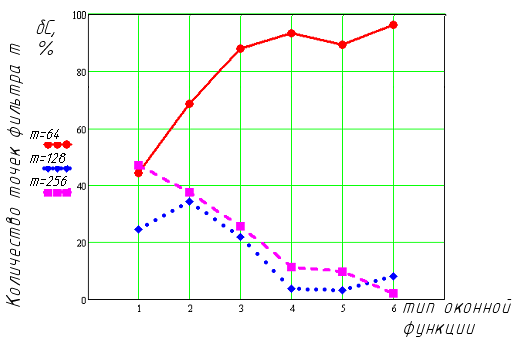 δC,
%
Количество точек фильтра m
m=64
m=128
m=256
100
80
60
40
20
0
1 2 3 4 5 6
тип оконной
функции